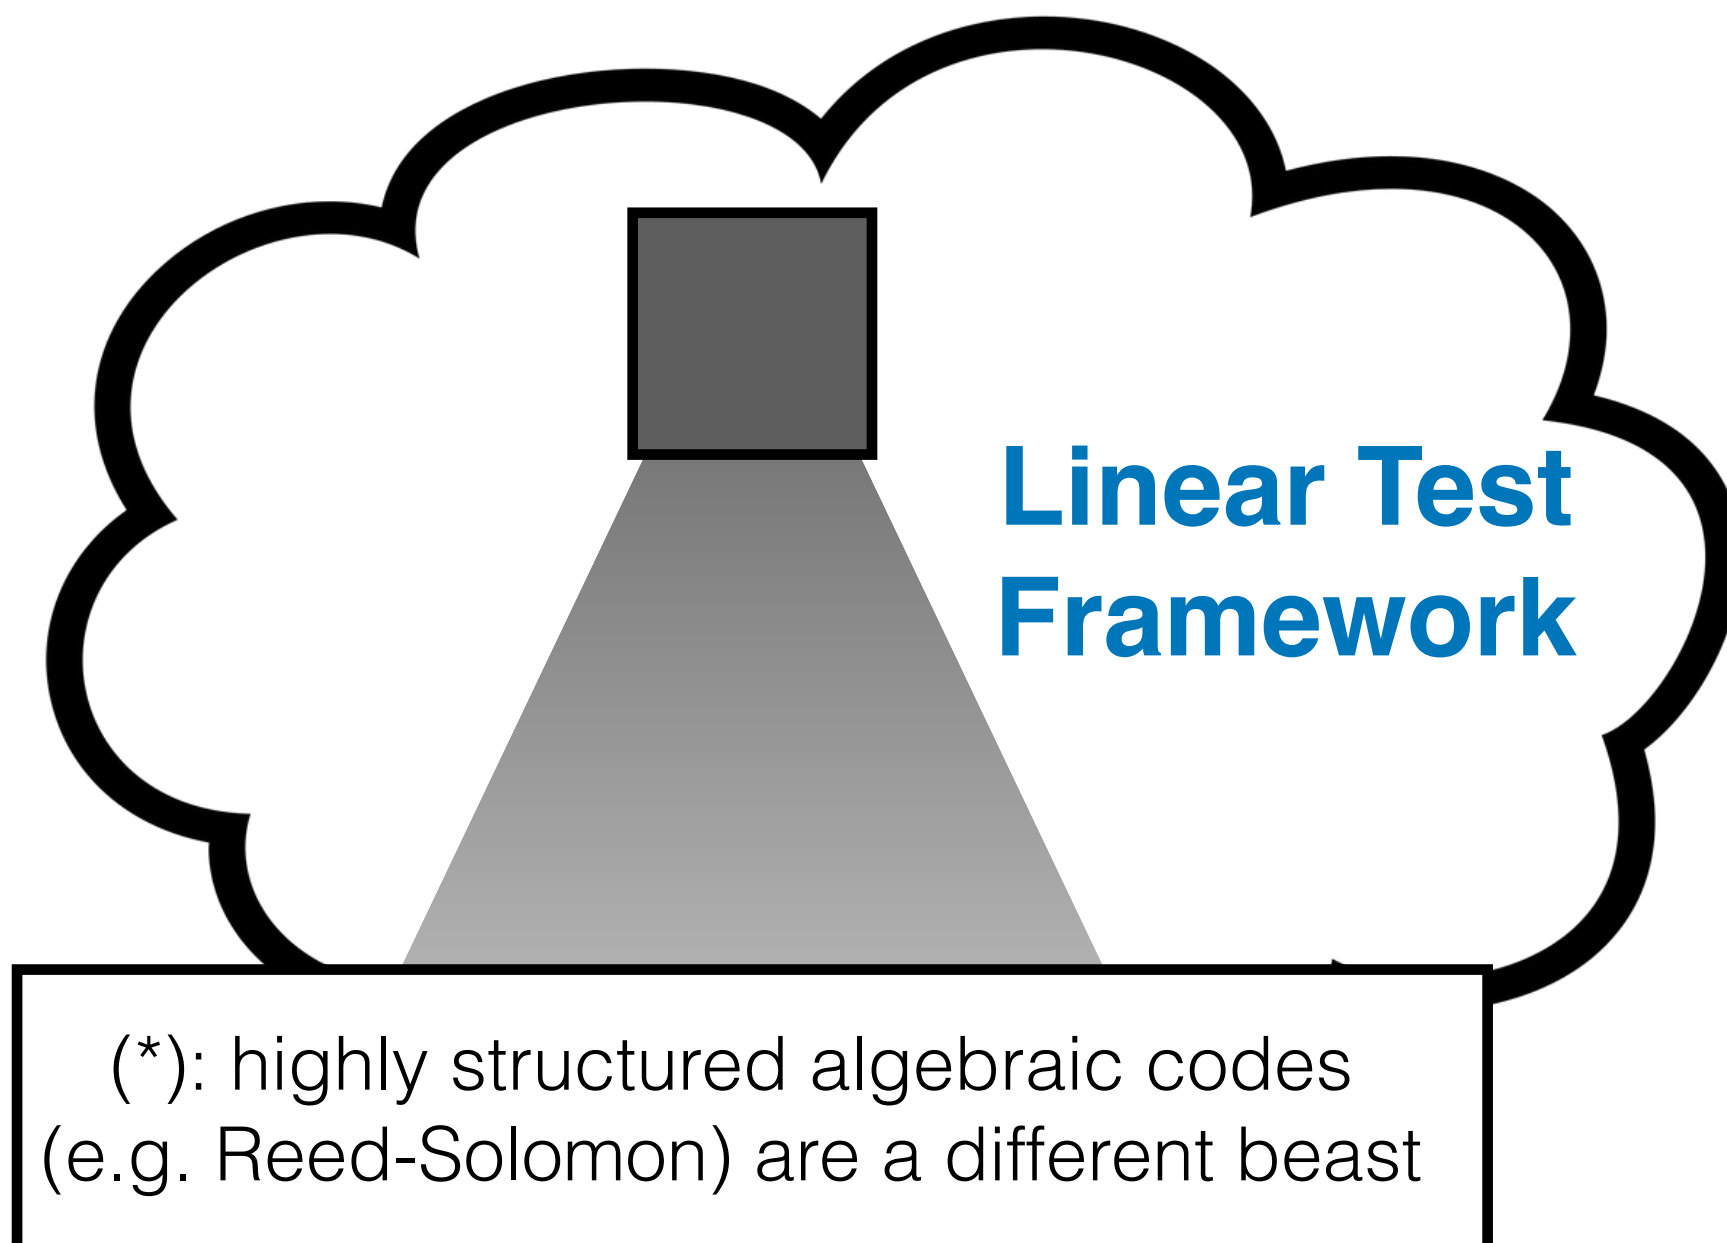 Linear Test
Framework
(*): highly structured algebraic codes
(e.g. Reed-Solomon) are a different beast